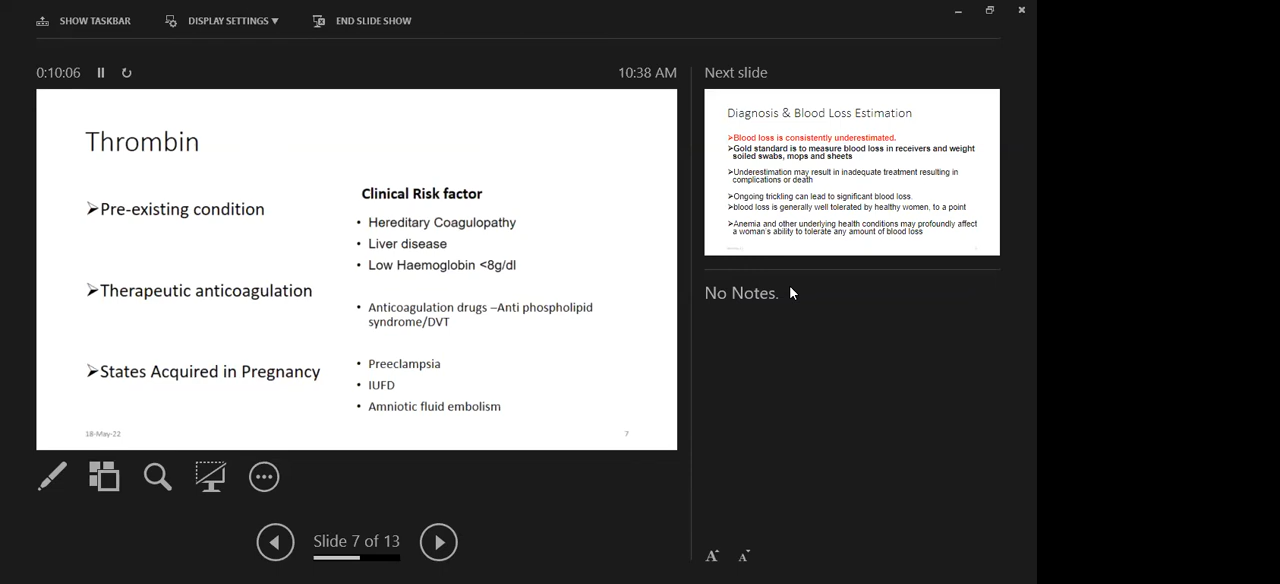 SHOW TASKBAR
DISPLAY SETTINGS ▼
END SLIDE SHOW
0:10:06
10:38 AM
Thrombin
Clinical Risk factor
➢Pre-existing condition
• Hereditary Coagulopathy
• Liver disease
• Low Haemoglobin <8g/dl
➢Therapeutic anticoagulation
• Anticoagulation drugs –Anti phospholipid
syndrome/DVT
➢States Acquired in Pregnancy
• Preeclampsia
• IUFD
• Amniotic fluid embolism
18-May-22
7
Slide 7 of 13
Next slide
Diagnosis & Blood Loss Estimation
➢Blood loss is consistently underestimated.
➢Gold standard is to measure blood loss in receivers and weight
soiled swabs, mops and sheets
➢Underestimation may result in inadequate treatment resulting in
complications or death
➢Ongoing trickling can lead to significant blood loss.
➢blood loss is generally well tolerated by healthy women, to a point
➢Anemia and other underlying health conditions may profoundly affect
a woman's ability to tolerate any amount of blood loss
No Notes.
A A